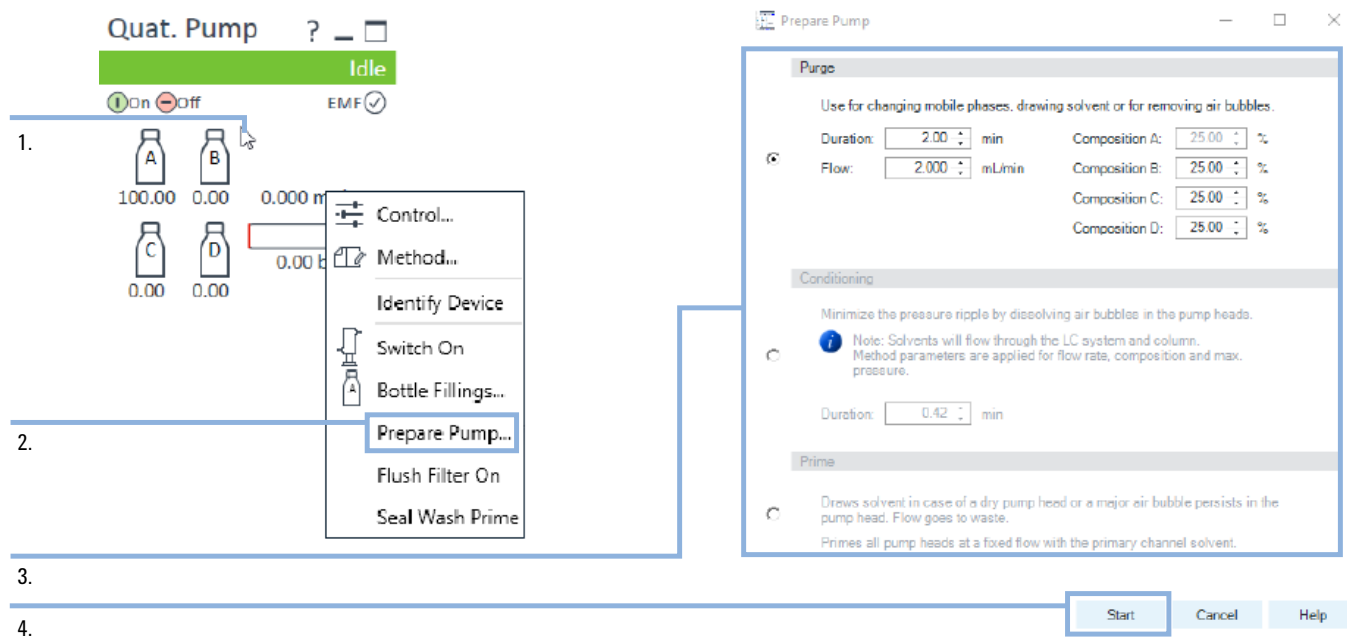 Quat. Pump ?
Idle
On Off EMF
1.
A B
100.00 0.00 0.000
C D
0.00
0.00 0.00
Control...
Method...
Identify Device
Switch On
A Bottle Fillings...
2.
Prepare Pump...
Flush Filter On
Seal Wash Prime
3.
4.
Prepare Pump
Purge
Use for changing mobile phases, drawing solvent or for removing air bubbles.
Duration: 2.00 min Composition A: 25.00 %
Flow: 2.000 mL/min Composition B: 25.00 %
Composition C: 25.00 %
Composition D: 25.00 %
Conditioning
Minimize the pressure ripple by dissolving air bubbles in the pump heads.
i Note: Solvents will flow through the LC system and column.
Method parameters are applied for flow rate, composition and max.
pressure.
Duration: 0.42 min
Prime
Draws solvent in case of a dry pump head or a major air bubble persists in the
pump head. Flow goes to waste.
Primes all pump heads at a fixed flow with the primary channel solvent.
Start Cancel Help